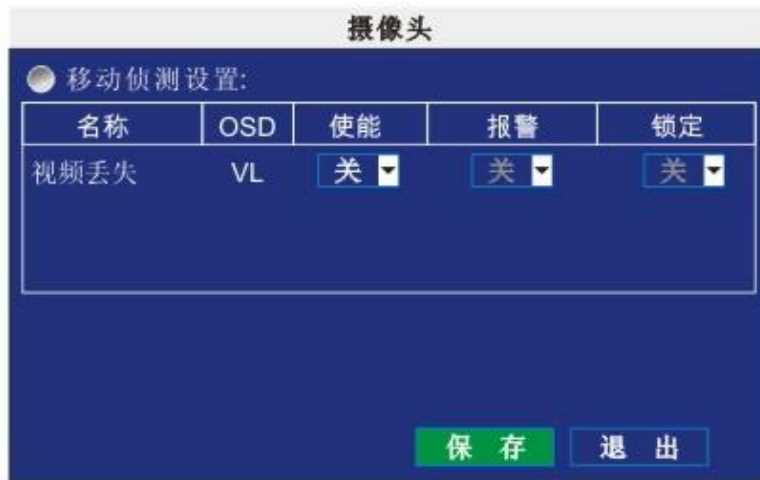 摄像头
移动侦测设置:
名称 OSD 使能 报警 锁定
视频丢失 VL 关 关 关
保 存 退 出